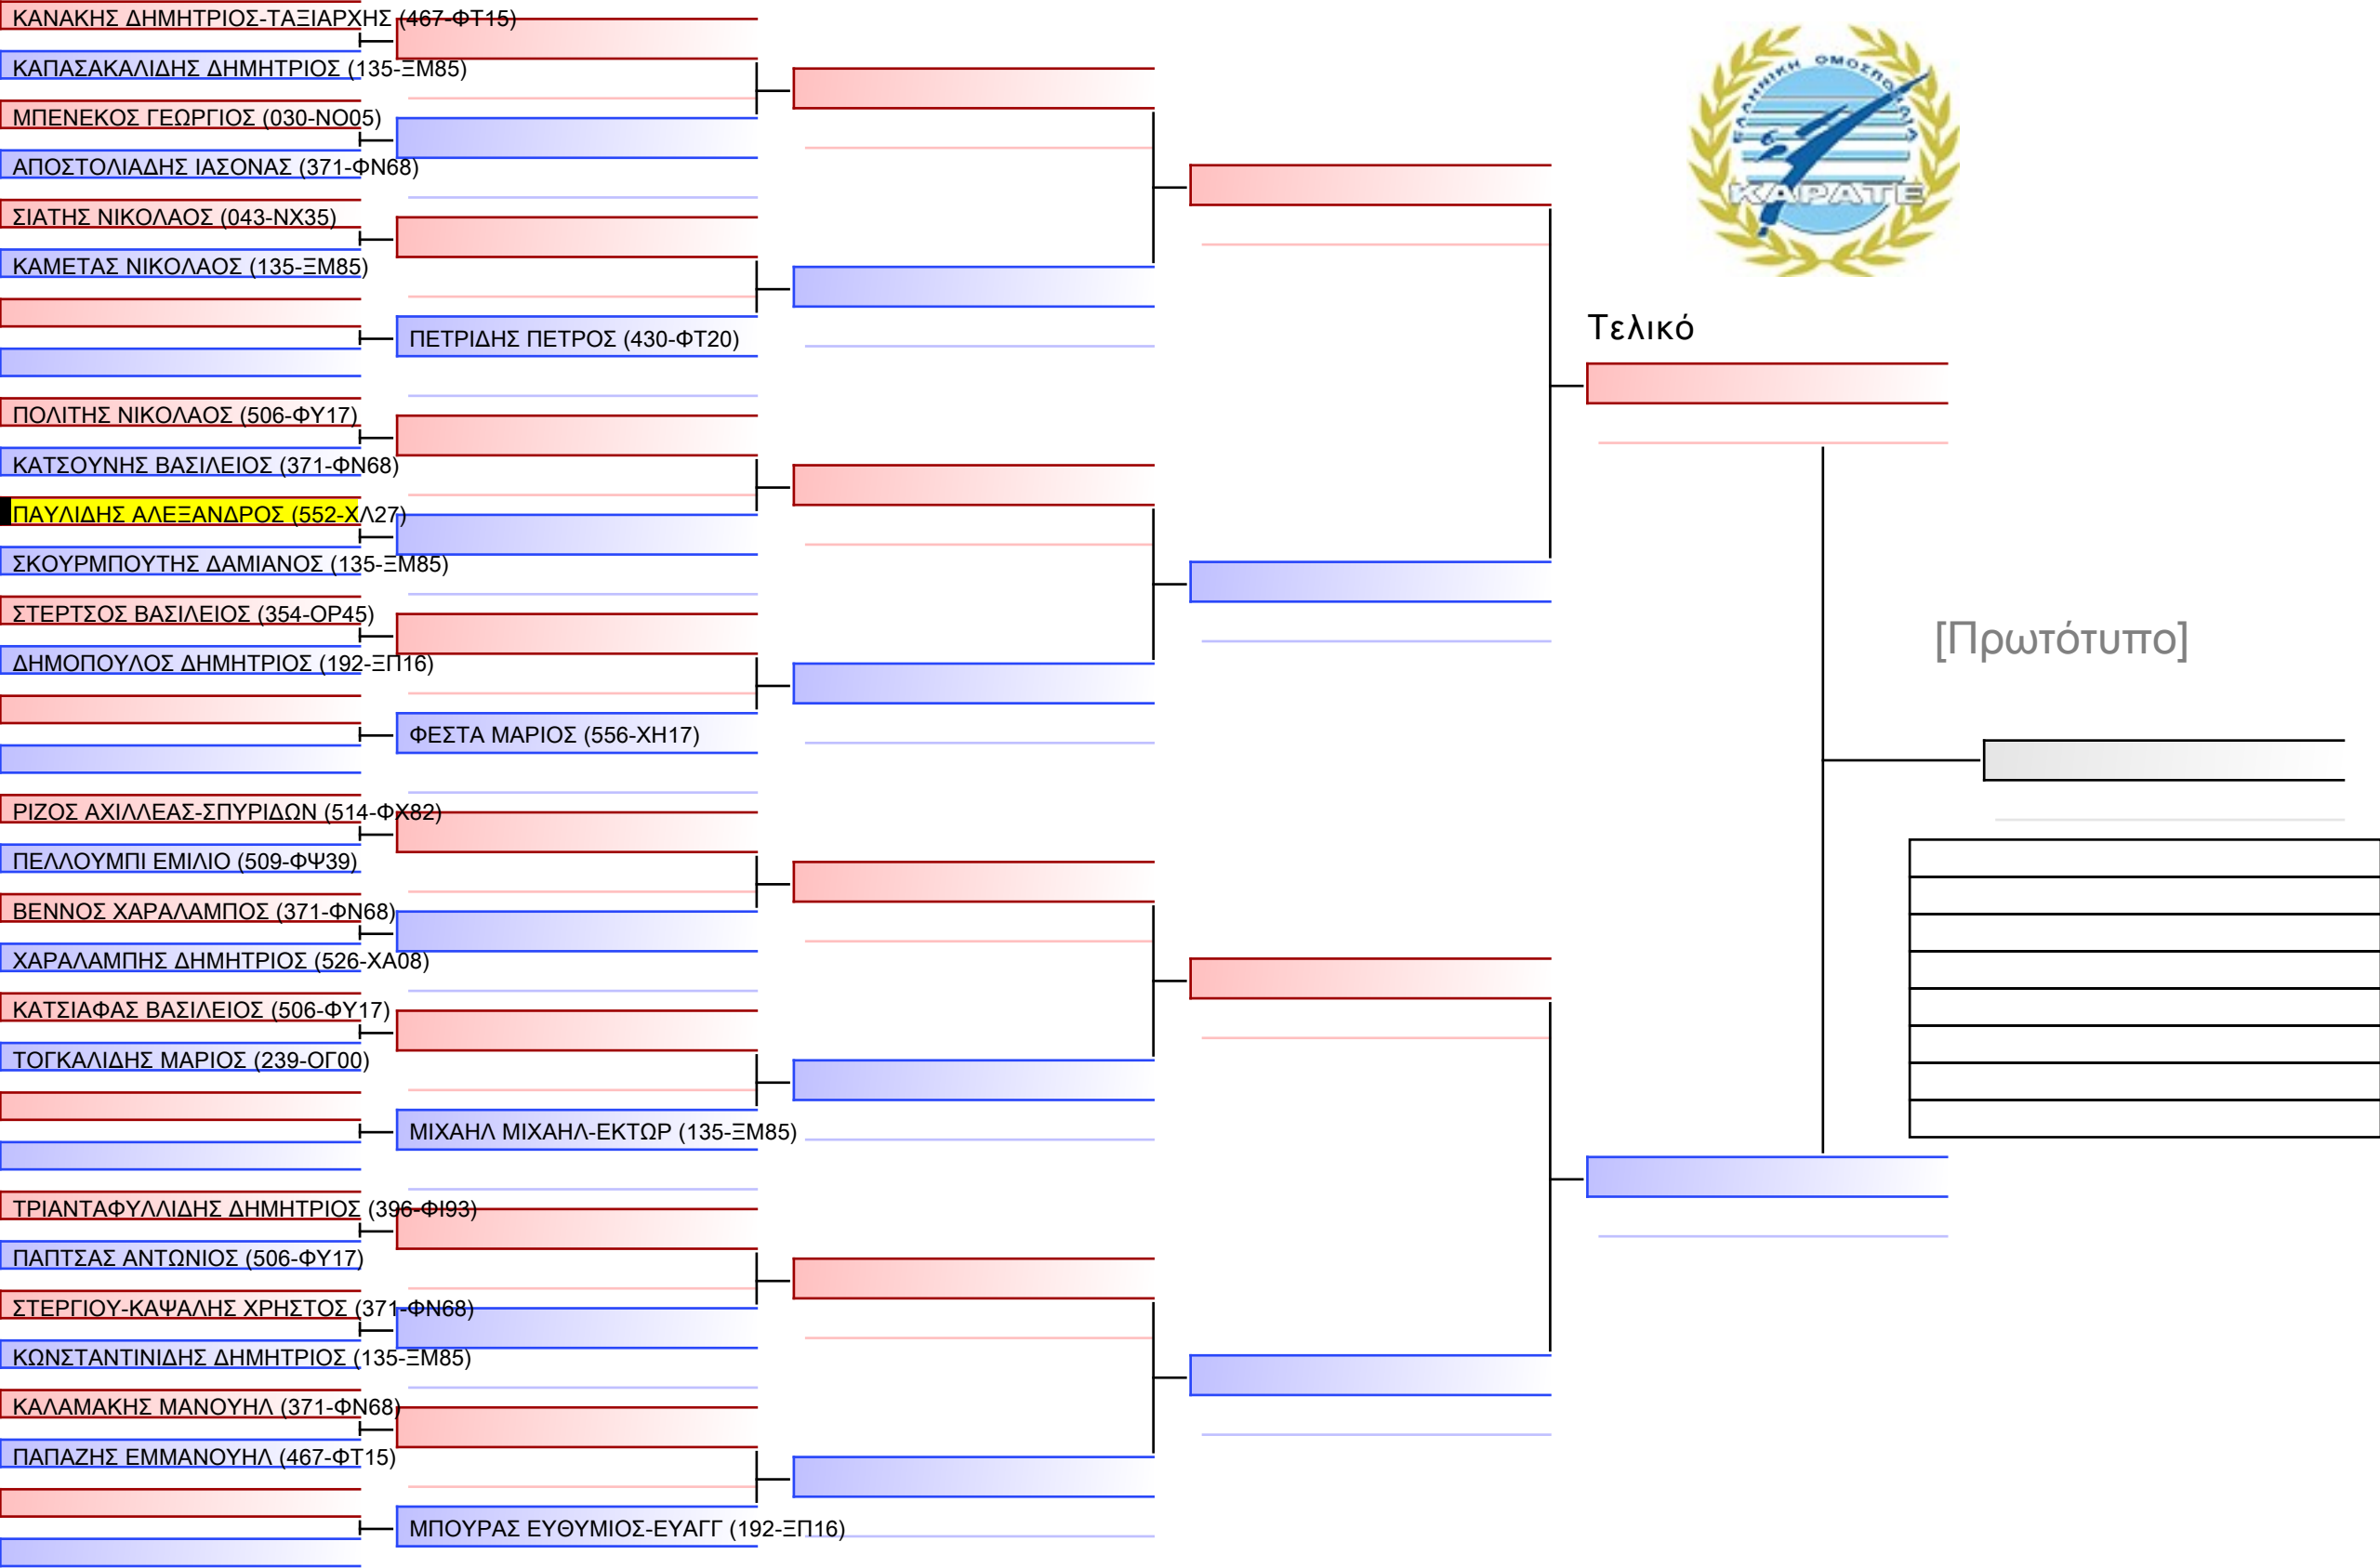 ΚΑΝΑΚΗΣ ΔΗΜΗΤΡΙΟΣ-ΤΑΞΙΑΡΧΗΣ (467-ΦΤ15)
ΚΑΠΑΣΑΚΑΛΙΔΗΣ ΔΗΜΗΤΡΙΟΣ (135-ΞΜ85)
ΜΠΕΝΕΚΟΣ ΓΕΩΡΓΙΟΣ (030-ΝΟ05)
ΑΠΟΣΤΟΛΙΑΔΗΣ ΙΑΣΟΝΑΣ (371-ΦΝ68)
ΣΙΑΤΗΣ ΝΙΚΟΛΑΟΣ (043-ΝΧ35)
ΚΑΜΕΤΑΣ ΝΙΚΟΛΑΟΣ (135-ΞΜ85)
ΠΕΤΡΙΔΗΣ ΠΕΤΡΟΣ (430-ΦΤ20)
ΠΟΛΙΤΗΣ ΝΙΚΟΛΑΟΣ (506-ΦΥ17)
ΚΑΤΣΟΥΝΗΣ ΒΑΣΙΛΕΙΟΣ (371-ΦΝ68)
ΠΑΥΛΙΔΗΣ ΑΛΕΞΑΝΔΡΟΣ (552-ΧΛ27)
ΣΚΟΥΡΜΠΟΥΤΗΣ ΔΑΜΙΑΝΟΣ (135-ΞΜ85)
ΣΤΕΡΤΣΟΣ ΒΑΣΙΛΕΙΟΣ (354-ΟΡ45)
ΔΗΜΟΠΟΥΛΟΣ ΔΗΜΗΤΡΙΟΣ (192-ΞΠ16)
ΦΕΣΤΑ ΜΑΡΙΟΣ (556-ΧΗ17)
ΡΙΖΟΣ ΑΧΙΛΛΕΑΣ-ΣΠΥΡΙΔΩΝ (514-ΦΧ82)
ΠΕΛΛΟΥΜΠΙ ΕΜΙΛΙΟ (509-ΦΨ39)
ΒΕΝΝΟΣ ΧΑΡΑΛΑΜΠΟΣ (371-ΦΝ68)
ΧΑΡΑΛΑΜΠΗΣ ΔΗΜΗΤΡΙΟΣ (526-ΧΑ08)
ΚΑΤΣΙΑΦΑΣ ΒΑΣΙΛΕΙΟΣ (506-ΦΥ17)
ΤΟΓΚΑΛΙΔΗΣ ΜΑΡΙΟΣ (239-ΟΓ00)
ΜΙΧΑΗΛ ΜΙΧΑΗΛ-ΕΚΤΩΡ (135-ΞΜ85)
ΤΡΙΑΝΤΑΦΥΛΛΙΔΗΣ ΔΗΜΗΤΡΙΟΣ (396-ΦΙ93)
ΠΑΠΤΣΑΣ ΑΝΤΩΝΙΟΣ (506-ΦΥ17)
ΣΤΕΡΓΙΟΥ-ΚΑΨΑΛΗΣ ΧΡΗΣΤΟΣ (371-ΦΝ68)
ΚΩΝΣΤΑΝΤΙΝΙΔΗΣ ΔΗΜΗΤΡΙΟΣ (135-ΞΜ85)
ΚΑΛΑΜΑΚΗΣ ΜΑΝΟΥΗΛ (371-ΦΝ68)
ΠΑΠΑΖΗΣ ΕΜΜΑΝΟΥΗΛ (467-ΦΤ15)
ΜΠΟΥΡΑΣ ΕΥΘΥΜΙΟΣ-ΕΥΑΓΓ (192-ΞΠ16)
ΕΛΛΗΝΙΚΗ ΟΜΟΣΠΟΝΔΙΑ
ΚΑΡΑΤΕ
Τελικό
[Πρωτότυπο]